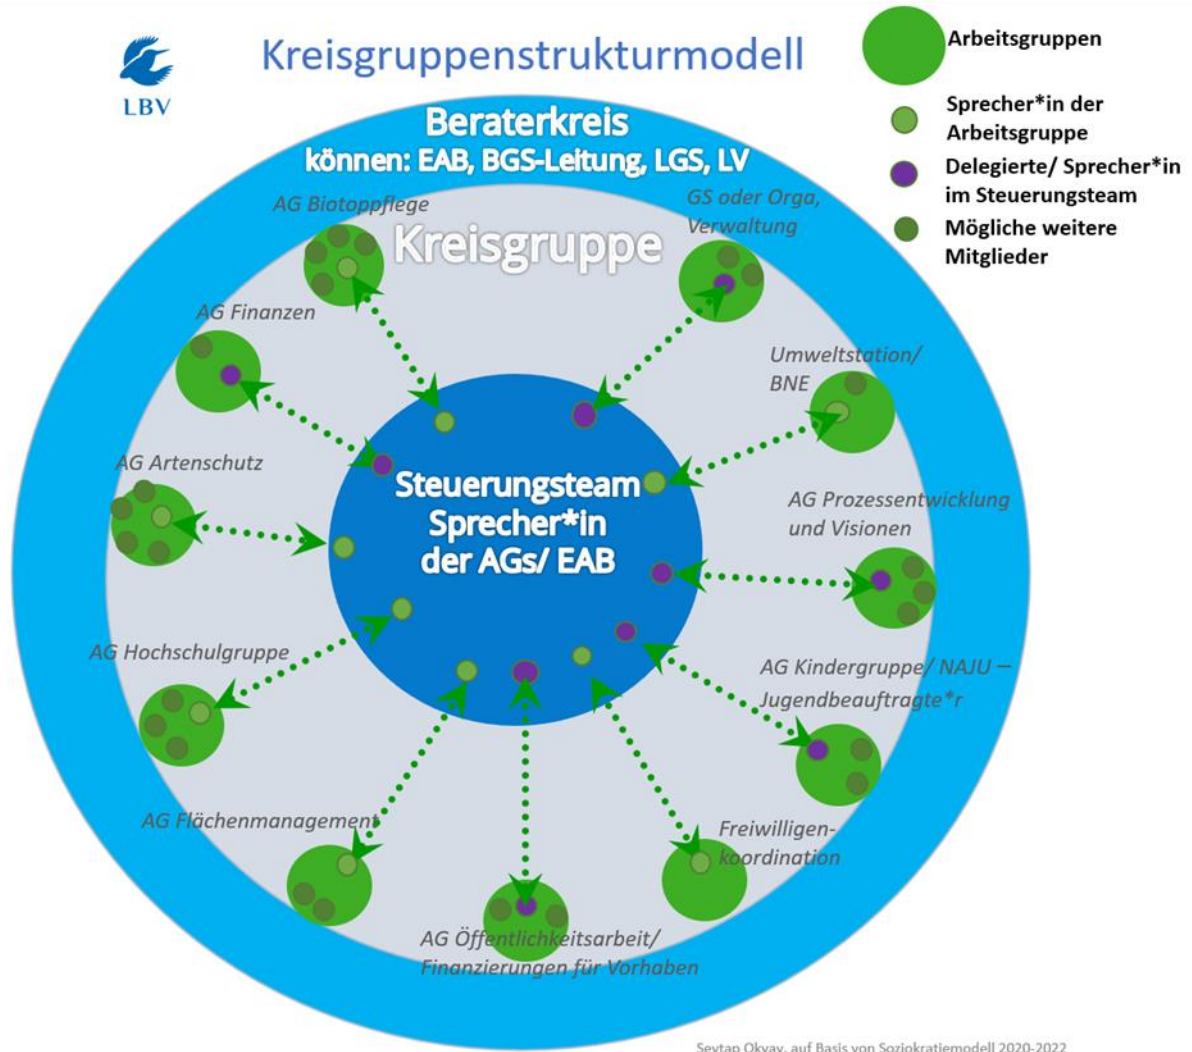 LBV
Kreisgruppenstrukturmodell
Arbeitsgruppen
Sprecher*in der
Arbeitsgruppe
Delegierte/ Sprecher*in
im Steuerungsteam
Mögliche weitere
Mitglieder
Beraterkreis
können: EAB, BGS-Leitung, LGS, LV
Kreisgruppe
AG Biotoppflege
GS oder Orga,
Verwaltung
AG Finanzen
Umweltstation/
BNE
AG Artenschutz
Steuerungsteam
Sprecher*in
der AGs/ EAB
AG Prozessentwicklung
und Visionen
AG Hochschulgruppe
AG Kindergruppe/ NAJU –
Jugendbeauftragte*r
AG Flächenmanagement
Freiwilligen-
koordination
AG Öffentlichkeitsarbeit/
Finanzierungen für Vorhaben
Sevtap Okyay, auf Basis von Soziokratiemodell 2020-2022